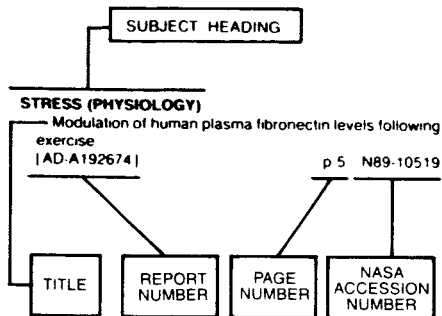 SUBJECT HEADING
STRESS (PHYSIOLOGY)
Modulation of human plasma fibronectin levels following
exercise
[AD-A192674] p 5 N89-10519
TITLE
REPORT
NUMBER
PAGE
NUMBER
NASA
ACCESSION
NUMBER